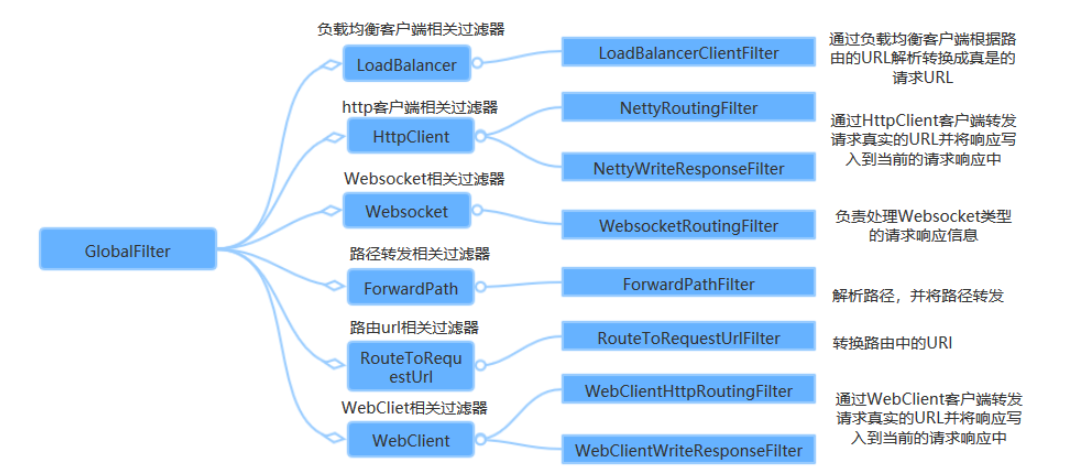 负载均衡客户端相关过滤器
LoadBalancer
LoadBalancerClientFilter
通过负载均衡客户端根据路
由的URL解析转换成真是的
请求URL
http客户端相关过滤器
HttpClient
NettyRoutingFilter
NettyWriteResponseFilter
通过HttpClient客户端转发
请求真实的URL并将响应写
入到当前的请求响应中
Websocket相关过滤器
Websocket
WebsocketRoutingFilter
负责处理Websocket类型
的请求响应信息
GlobalFilter
路径转发相关过滤器
ForwardPath
ForwardPathFilter
解析路径，并将路径转发
路由url相关过滤器
RouteToRequ
estUrl
RouteToRequestUrlFilter
转换路由中的URI
WebCliet相关过滤器
WebClient
WebClientHttpRoutingFilter
WebClientWriteResponseFilter
通过WebClient客户端转发
请求真实的URL并将响应写
入到当前的请求响应中